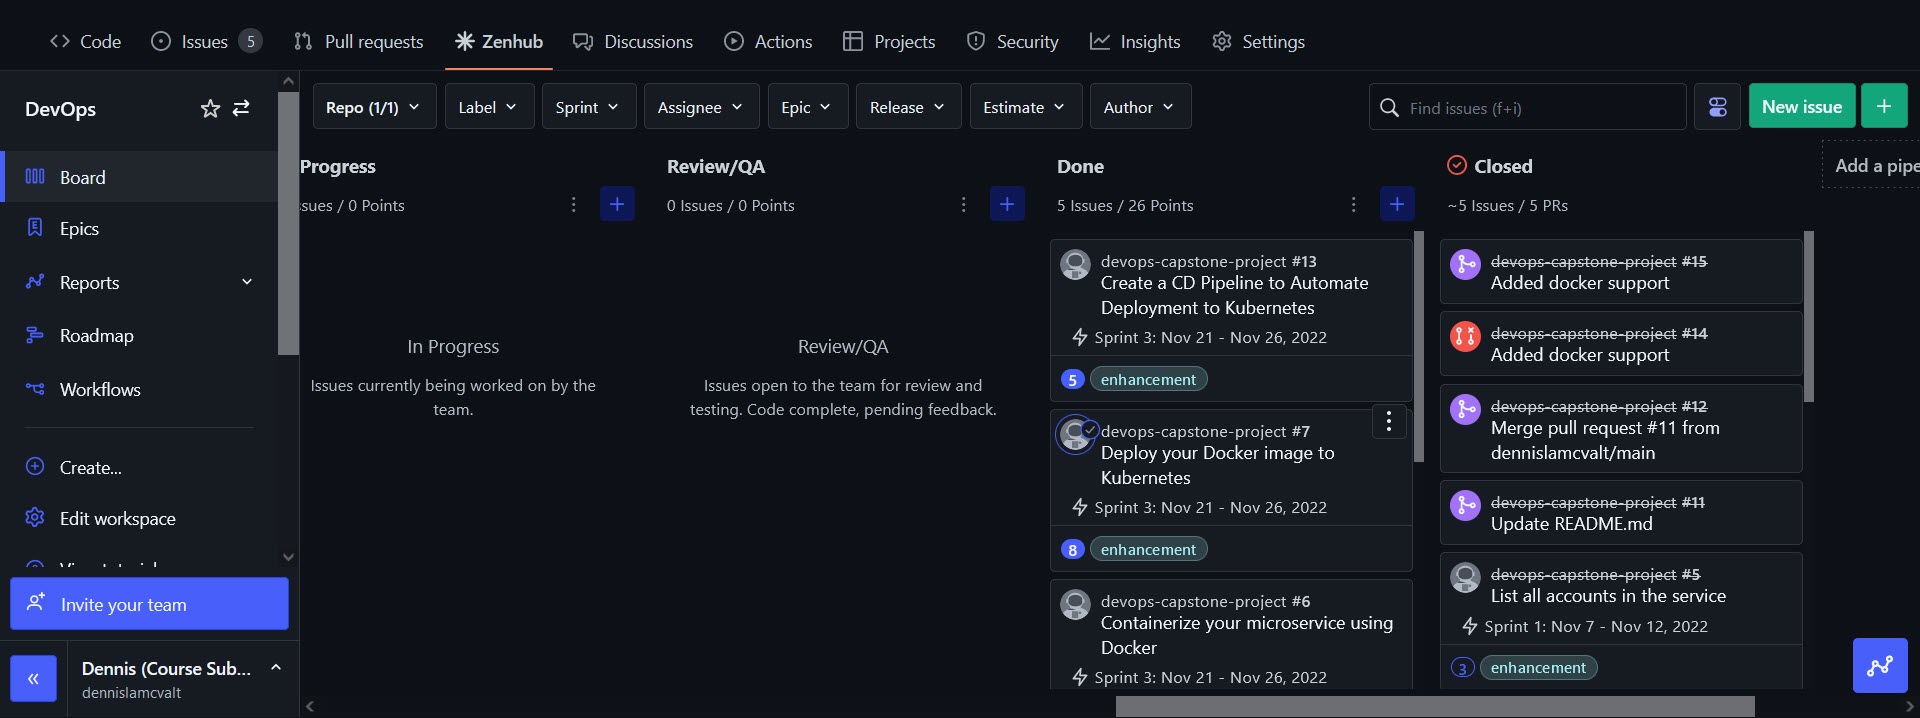 Code
Issues 5
Pull requests
Zenhub
Discussions
Actions
Projects
Security
Insights
Settings
DevOps
Board
Epics
Reports
Roadmap
Workflows
Create...
Edit workspace
Invite your team
Dennis (Course Sub...
dennislamcvalt
Repo (1/1)
Label
Sprint
Assignee
Epic
Release
Estimate
Author
Find issues (f+i)
New issue
Progress
sues / 0 Points
In Progress
Issues currently being worked on by the
team.
Review/QA
0 Issues / 0 Points
Review/QA
Issues open to the team for review and
testing. Code complete, pending feedback.
Done
5 Issues / 26 Points
devops-capstone-project #13
Create a CD Pipeline to Automate
Deployment to Kubernetes
Sprint 3: Nov 21 - Nov 26, 2022
5 enhancement
devops-capstone-project #7
Deploy your Docker image to
Kubernetes
Sprint 3: Nov 21 - Nov 26, 2022
8 enhancement
devops-capstone-project #6
Containerize your microservice using
Docker
Sprint 3: Nov 21 - Nov 26, 2022
Closed
~5 Issues / 5 PRs
devops-capstone-project #15
Added docker support
devops-capstone-project #14
Added docker support
devops-capstone-project #12
Merge pull request #11 from
dennislamcvalt/main
devops-capstone-project #11
Update README.md
devops-capstone-project #5
List all accounts in the service
Sprint 1: Nov 7 - Nov 12, 2022
3 enhancement
Add a pipe